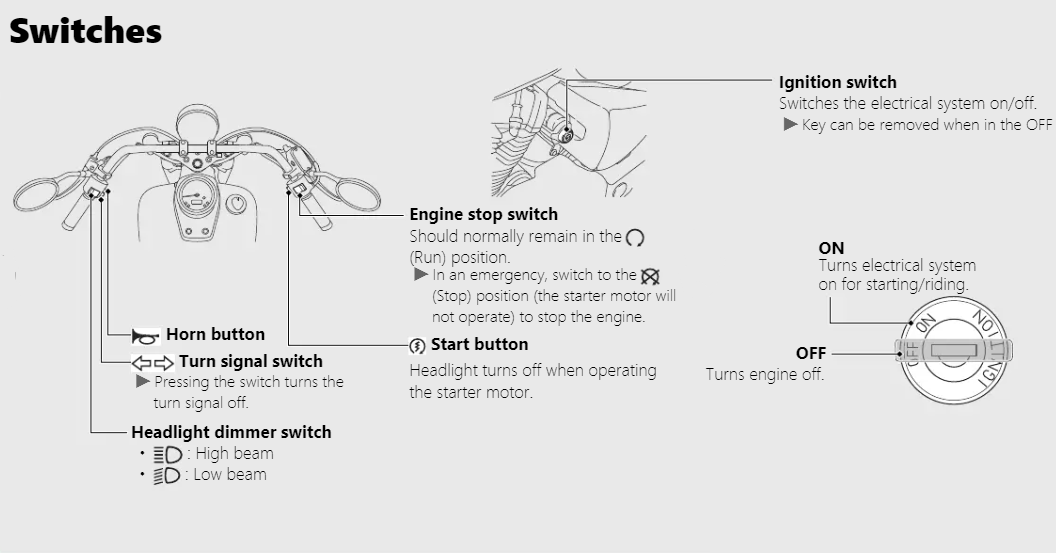 Switches
Ignition switch
Switches the electrical system on/off.
▶ Key can be removed when in the OFF
Engine stop switch
Should normally remain in the
(Run) position.
▶ In an emergency, switch to the
(Stop) position (the starter motor will
not operate) to stop the engine.
Start button
Headlight turns off when operating
the starter motor.
Horn button
Turn signal switch
▶ Pressing the switch turns the
turn signal off.
Headlight dimmer switch
• : High beam
• : Low beam
ON
Turns electrical system
on for starting/riding.
OFF
Turns engine off.
ON
OFF
IGNITION